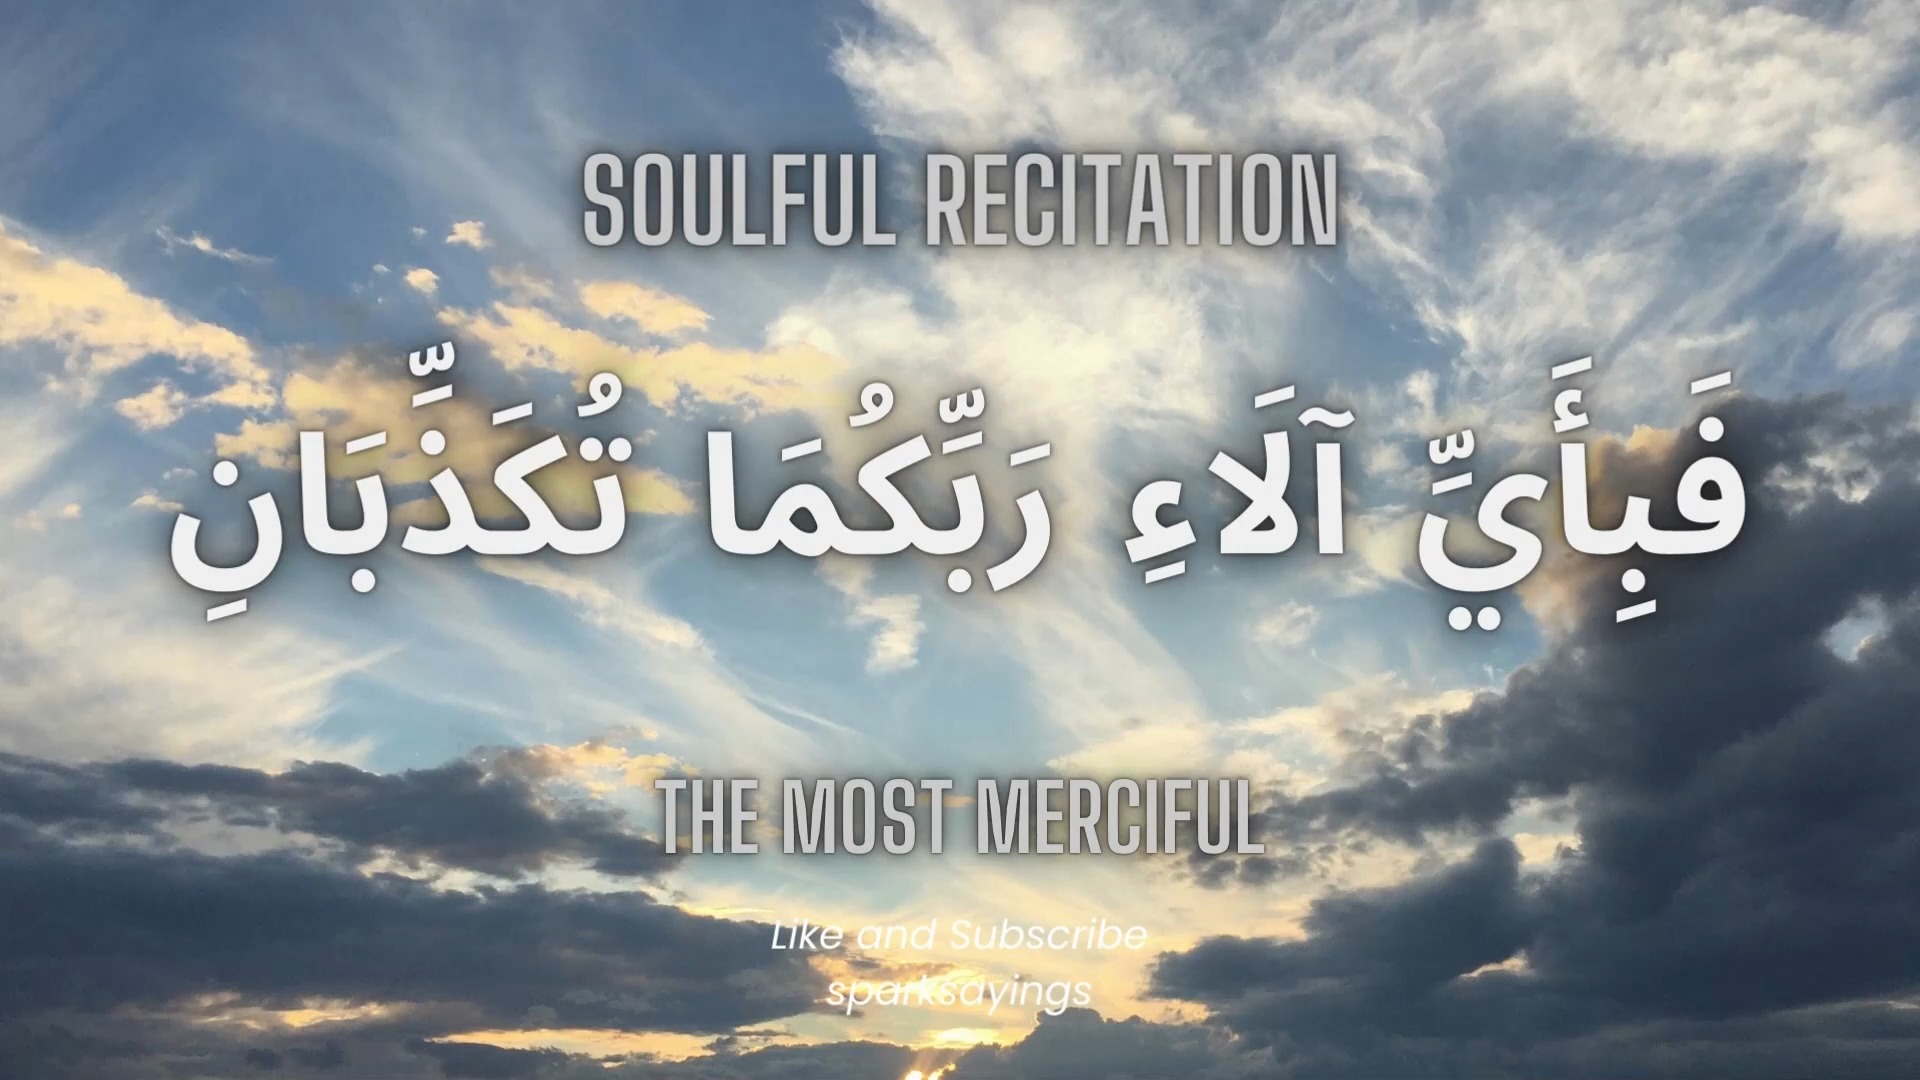 SOULFUL RECITATION
فَبِأَيِّ آلَاءِ رَبِّكُمَا تُكَذِّبَانِ
THE MOST MERCIFUL
Like and Subscribe
sparksayings